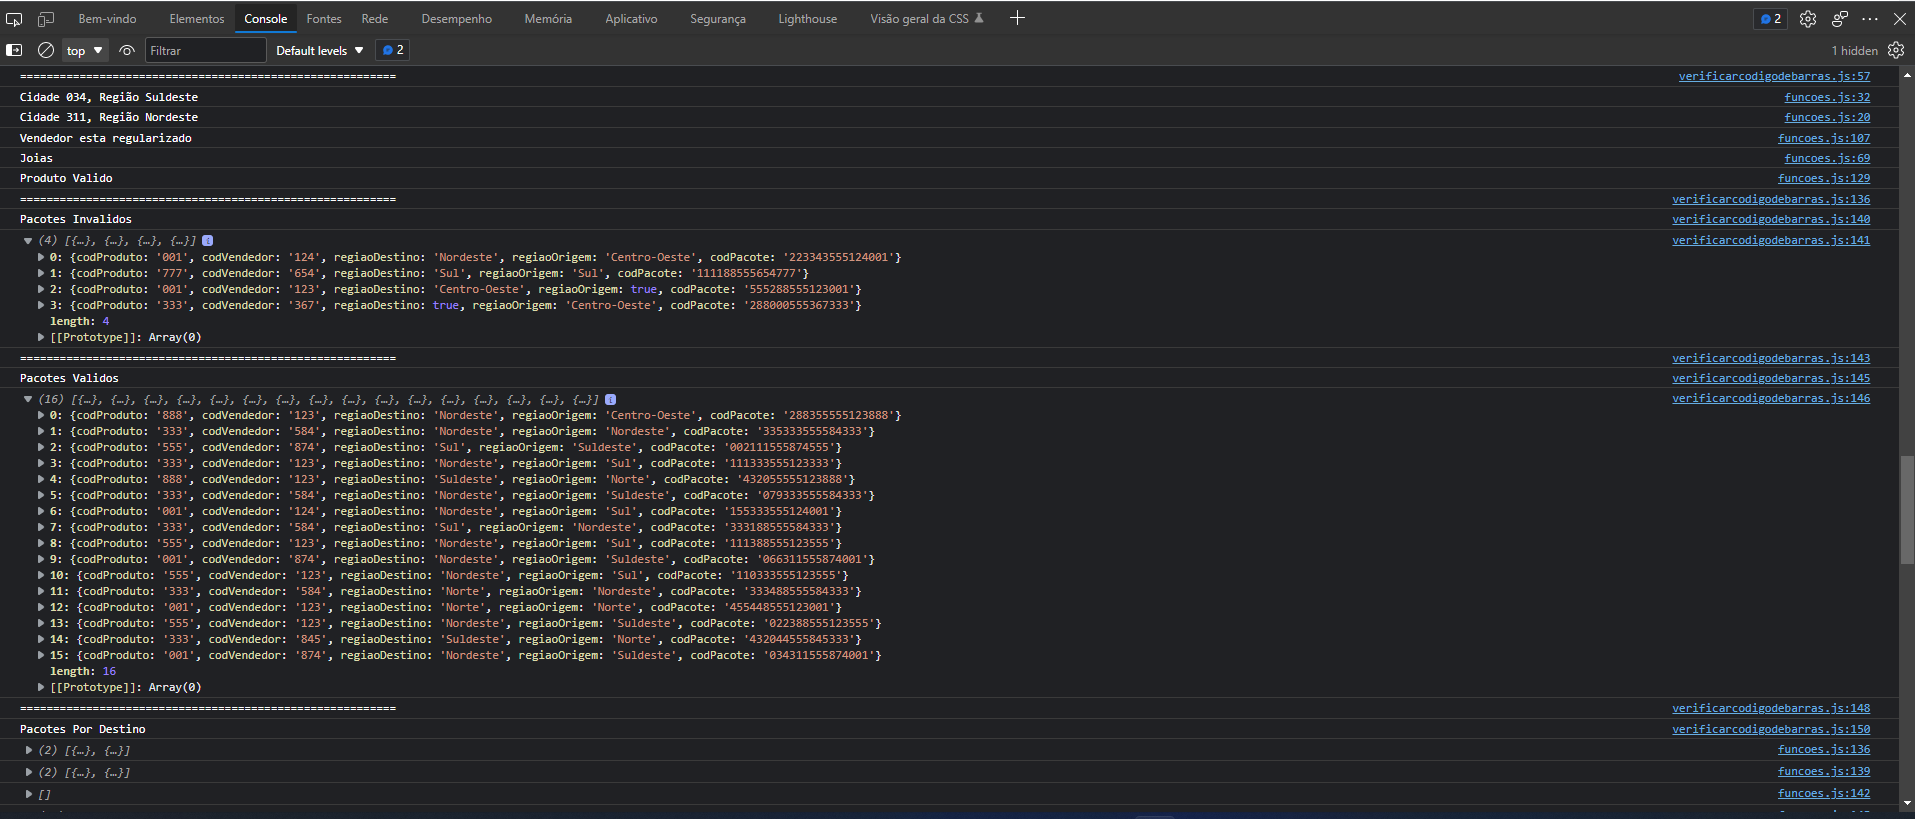 Bem-vindo Elementos Console Fontes Rede Desempenho Memória Aplicativo Segurança Lighthouse Visão geral da CSS 2
top Filtrar Default levels 2 1 hidden
========================================================= verificarcodigodebarras.js:57
Cidade 034, Região Suldeste funcoes.js:32
Cidade 311, Região Nordeste funcoes.js:20
Vendedor esta regularizado funcoes.js:107
Joias funcoes.js:69
Produto Valido funcoes.js:129
========================================================= verificarcodigodebarras.js:136
Pacotes Invalidos verificarcodigodebarras.js:140
(4) [{…}, {…}, {…}, {…}] i verificarcodigodebarras.js:141
0: {codProduto: '001', codVendedor: '124', regiaoDestino: 'Nordeste', regiaoOrigem: 'Centro-Oeste', codPacote: '223343555124001'}
1: {codProduto: '777', codVendedor: '654', regiaoDestino: 'Sul', regiaoOrigem: 'Sul', codPacote: '111188555654777'}
2: {codProduto: '001', codVendedor: '123', regiaoDestino: 'Centro-Oeste', regiaoOrigem: true, codPacote: '555288555123001'}
3: {codProduto: '333', codVendedor: '367', regiaoDestino: true, regiaoOrigem: 'Centro-Oeste', codPacote: '288000555367333'}
length: 4
[[Prototype]]: Array(0)
========================================================= verificarcodigodebarras.js:143
Pacotes Validos verificarcodigodebarras.js:145
(16) [{…}, {…}, {…}, {…}, {…}, {…}, {…}, {…}, {…}, {…}, {…}, {…}, {…}, {…}, {…}, {…}] i verificarcodigodebarras.js:146
0: {codProduto: '888', codVendedor: '123', regiaoDestino: 'Nordeste', regiaoOrigem: 'Centro-Oeste', codPacote: '288355555123888'}
1: {codProduto: '333', codVendedor: '584', regiaoDestino: 'Nordeste', regiaoOrigem: 'Nordeste', codPacote: '335333555584333'}
2: {codProduto: '555', codVendedor: '874', regiaoDestino: 'Sul', regiaoOrigem: 'Suldeste', codPacote: '002111555874555'}
3: {codProduto: '333', codVendedor: '123', regiaoDestino: 'Nordeste', regiaoOrigem: 'Sul', codPacote: '111333555123333'}
4: {codProduto: '888', codVendedor: '123', regiaoDestino: 'Suldeste', regiaoOrigem: 'Norte', codPacote: '432055555123888'}
5: {codProduto: '333', codVendedor: '584', regiaoDestino: 'Nordeste', regiaoOrigem: 'Suldeste', codPacote: '079333555584333'}
6: {codProduto: '001', codVendedor: '124', regiaoDestino: 'Nordeste', regiaoOrigem: 'Sul', codPacote: '155333555124001'}
7: {codProduto: '333', codVendedor: '584', regiaoDestino: 'Sul', regiaoOrigem: 'Nordeste', codPacote: '333188555584333'}
8: {codProduto: '555', codVendedor: '123', regiaoDestino: 'Nordeste', regiaoOrigem: 'Sul', codPacote: '111388555123555'}
9: {codProduto: '001', codVendedor: '874', regiaoDestino: 'Nordeste', regiaoOrigem: 'Suldeste', codPacote: '066311555874001'}
10: {codProduto: '555', codVendedor: '123', regiaoDestino: 'Nordeste', regiaoOrigem: 'Sul', codPacote: '110333555123555'}
11: {codProduto: '333', codVendedor: '584', regiaoDestino: 'Norte', regiaoOrigem: 'Nordeste', codPacote: '333488555584333'}
12: {codProduto: '001', codVendedor: '123', regiaoDestino: 'Norte', regiaoOrigem: 'Norte', codPacote: '455448555123001'}
13: {codProduto: '555', codVendedor: '123', regiaoDestino: 'Nordeste', regiaoOrigem: 'Suldeste', codPacote: '022388555123555'}
14: {codProduto: '333', codVendedor: '845', regiaoDestino: 'Suldeste', regiaoOrigem: 'Norte', codPacote: '432044555845333'}
15: {codProduto: '001', codVendedor: '874', regiaoDestino: 'Nordeste', regiaoOrigem: 'Suldeste', codPacote: '034311555874001'}
length: 16
[[Prototype]]: Array(0)
========================================================= verificarcodigodebarras.js:148
Pacotes Por Destino verificarcodigodebarras.js:150
(2) [{…}, {…}] funcoes.js:136
(2) [{…}, {…}] funcoes.js:139
[] funcoes.js:142